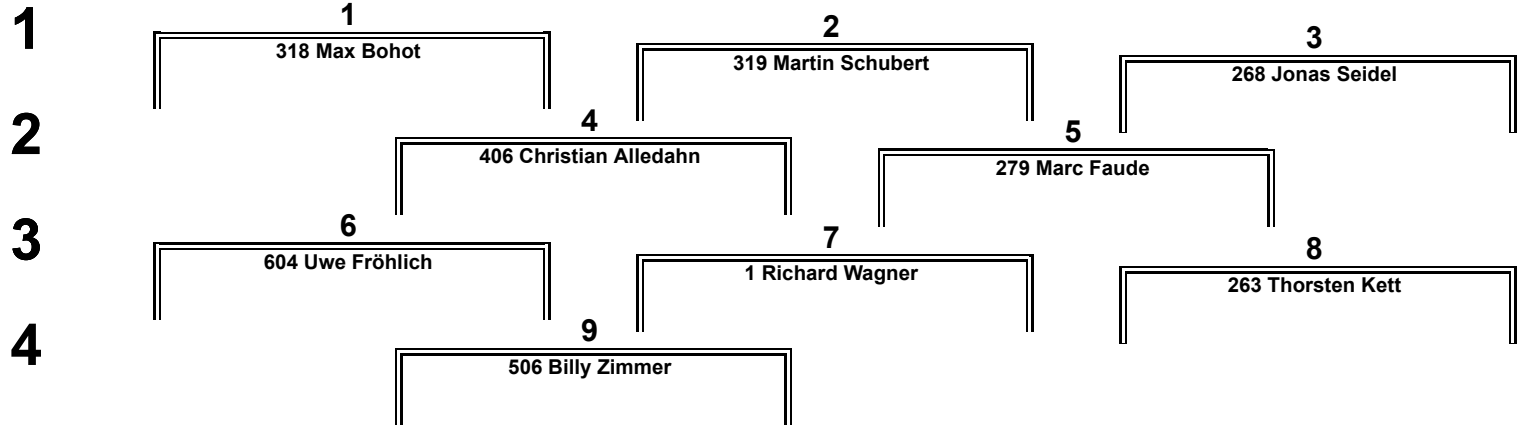 1
1
318 Max Bohot
2
319 Martin Schubert
3
268 Jonas Seidel
2
4
406 Christian Alledahn
5
279 Marc Faude
3
6
604 Uwe Fröhlich
7
1 Richard Wagner
8
263 Thorsten Kett
4
9
506 Billy Zimmer